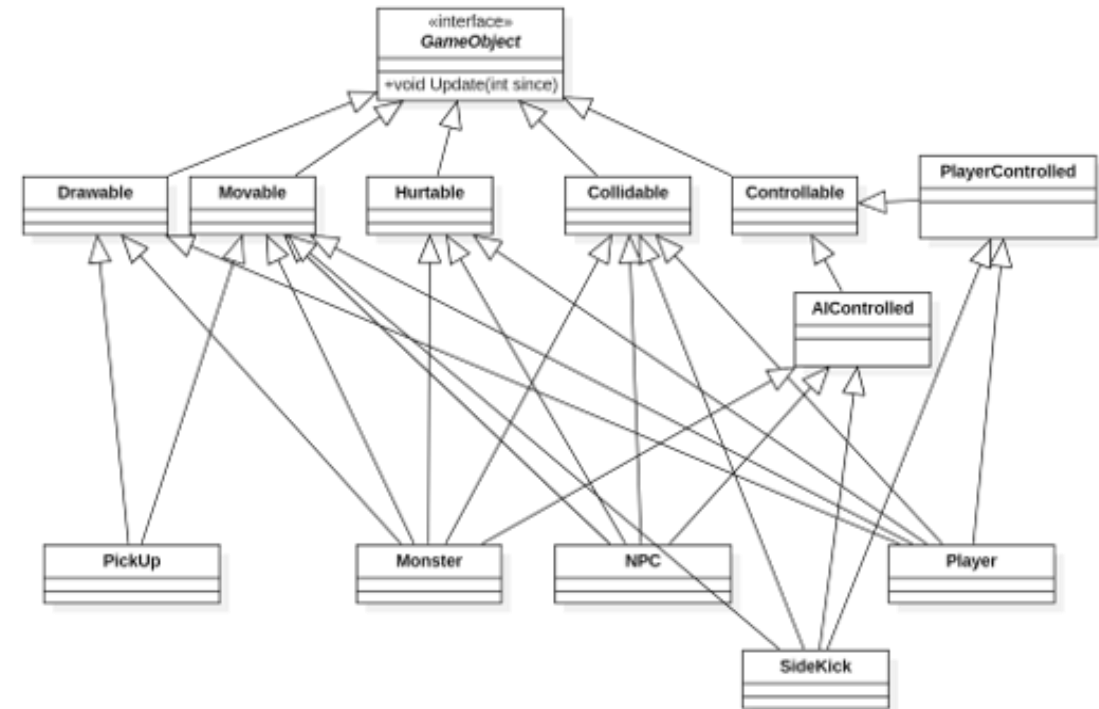 «interface»
GameObject
+void Update(int since)
Drawable
Movable
Hurtable
Collidable
Controllable
PlayerControlled
AIControlled
PickUp
Monster
NPC
Player
SideKick